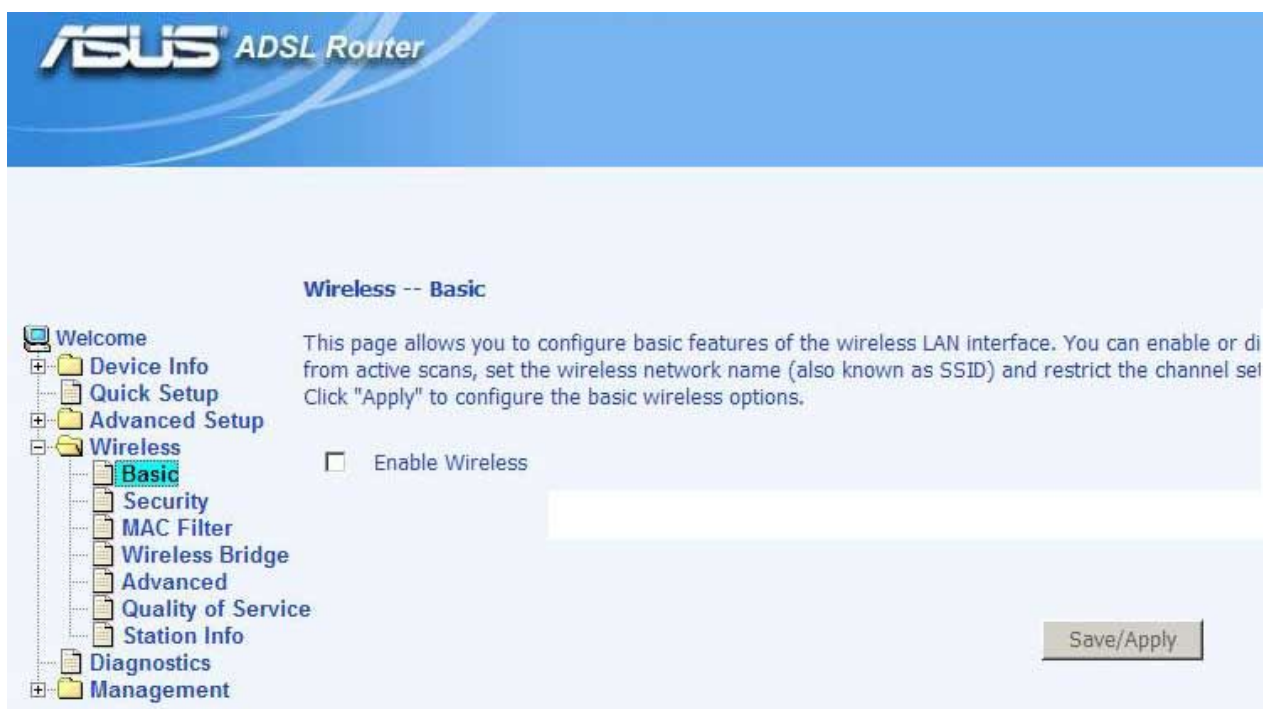 ASUS ADSL Router
Wireless -- Basic
This page allows you to configure basic features of the wireless LAN interface. You can enable or di
from active scans, set the wireless network name (also known as SSID) and restrict the channel set
Click "Apply" to configure the basic wireless options.
Enable Wireless
Save/Apply
Welcome
Device Info
Quick Setup
Advanced Setup
Wireless
Basic
Security
MAC Filter
Wireless Bridge
Advanced
Quality of Service
Station Info
Diagnostics
Management